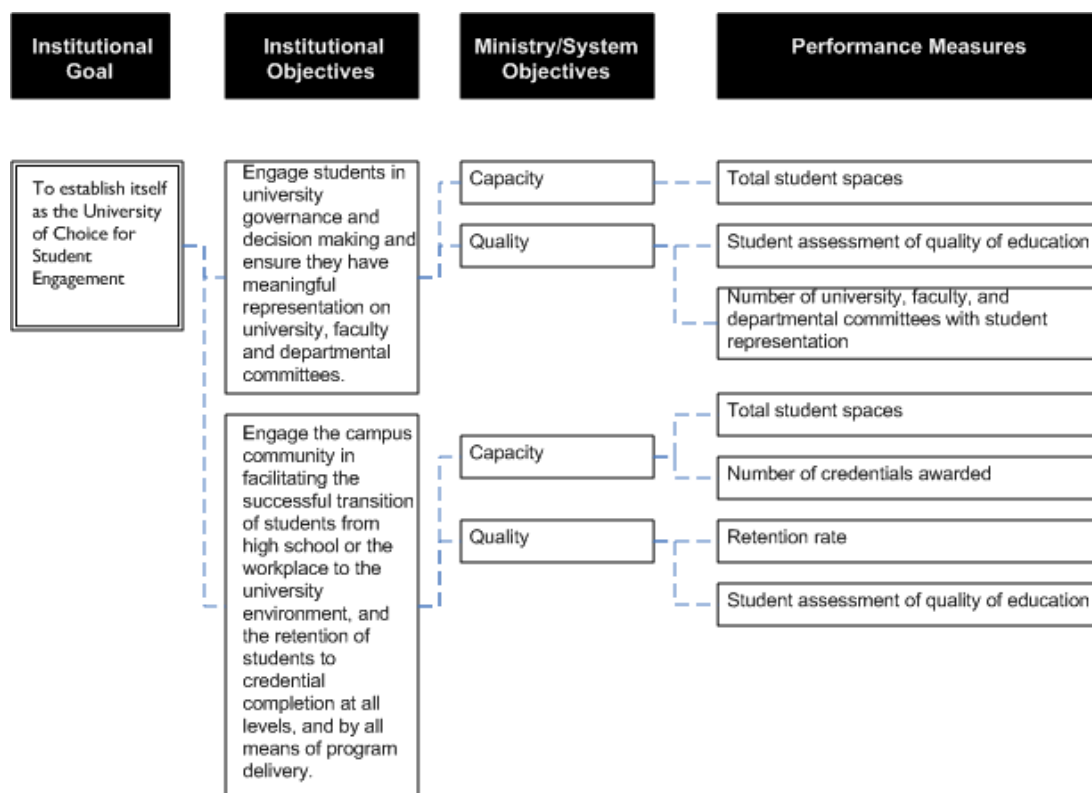 Institutional
Goal
Institutional
Objectives
Ministry/System
Objectives
Performance Measures
To establish itself
as the University
of Choice for
Student
Engagement
Engage students in
university
governance and
decision making and
ensure they have
meaningful
representation on
university, faculty
and departmental
committees.
Capacity
Total student spaces
Quality
Student assessment of quality of education
Number of university, faculty, and
departmental committees with student
representation
Engage the campus
community in
facilitating the
successful transition
of students from
high school or the
workplace to the
university
environment, and
the retention of
students to
credential
completion at all
levels, and by all
means of program
delivery.
Capacity
Total student spaces
Number of credentials awarded
Quality
Retention rate
Student assessment of quality of education